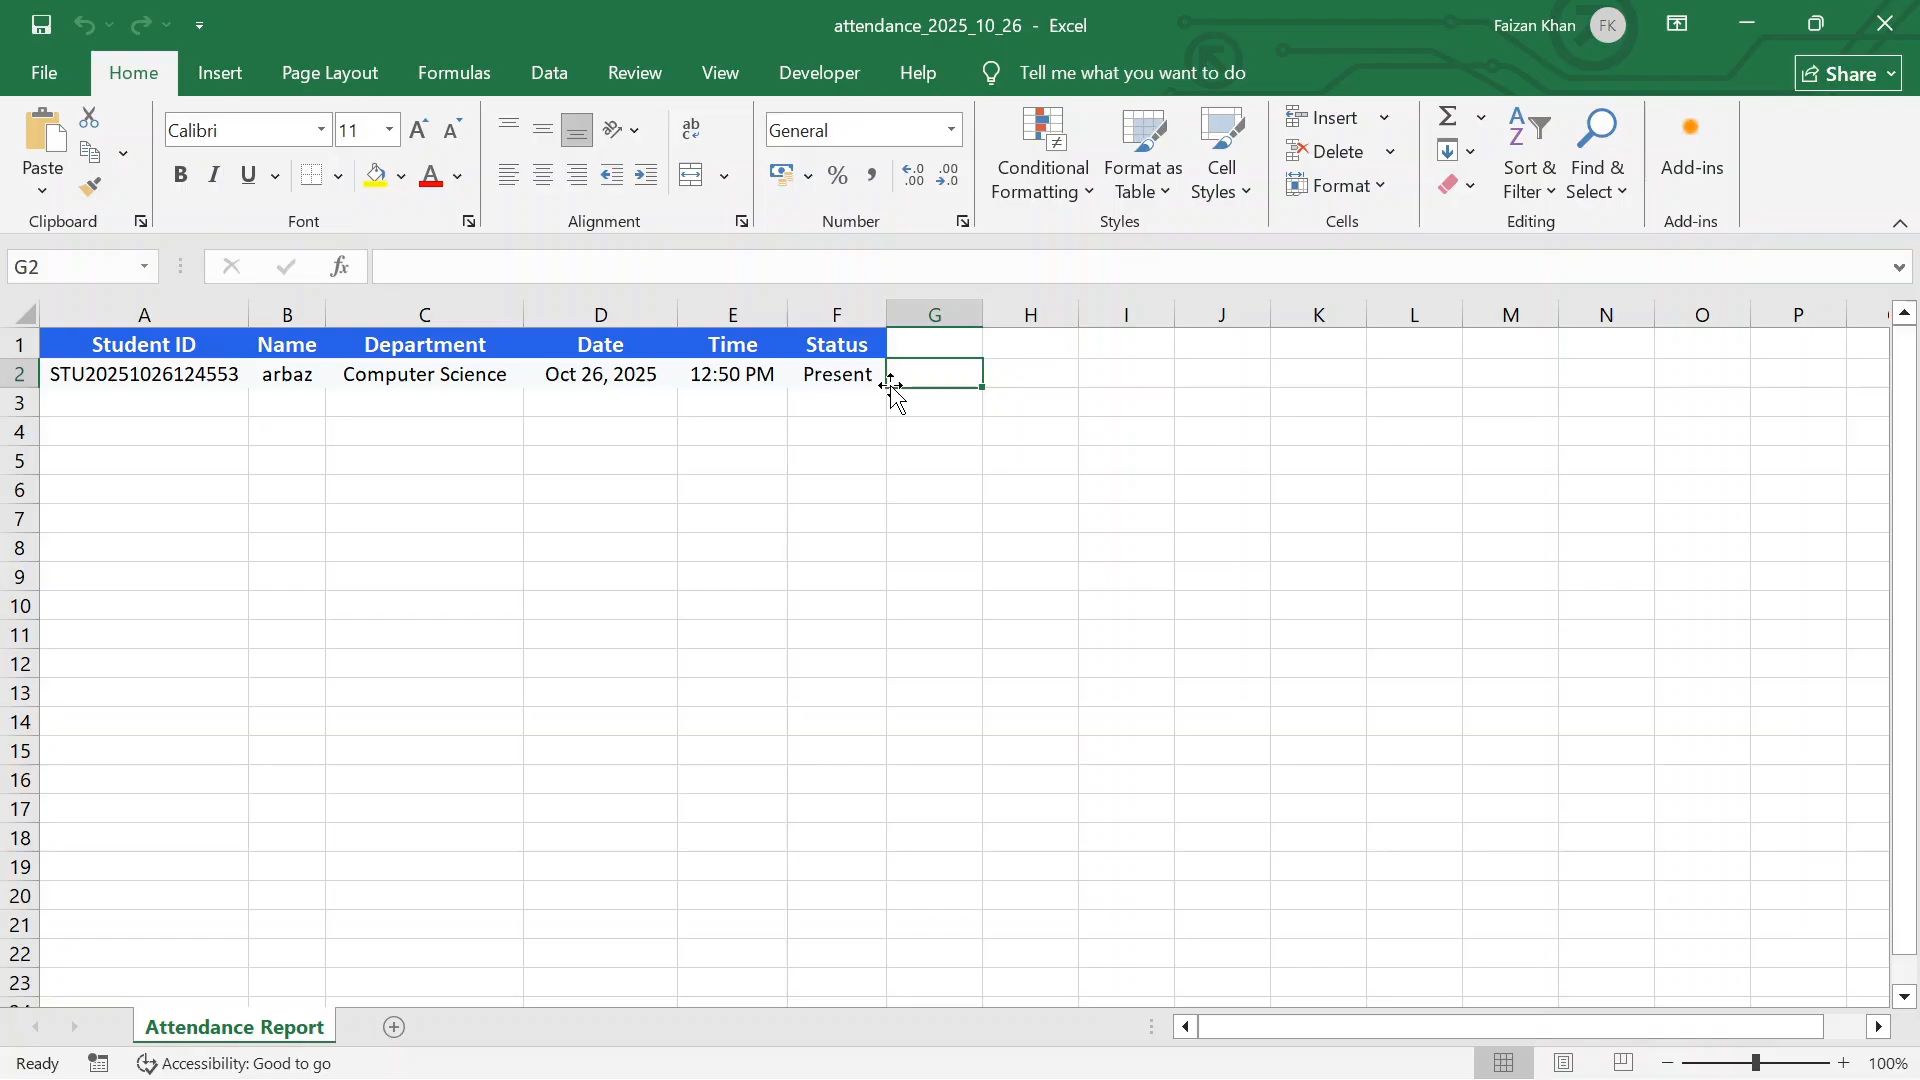 attendance_2025_10_26 - Excel
Faizan Khan FK
File Home Insert Page Layout Formulas Data Review View Developer Help Tell me what you want to do Share
Calibri 11 General
Paste
B I U A % ,
Conditional Formatting
Format as Table
Cell Styles
Insert
Delete
Format
Sort & Filter
Find & Select
Add-ins
Clipboard Font Alignment Number Styles Cells Editing Add-ins
G2 fx
A B C D E F G H I J K L M N O P
1 Student ID Name Department Date Time Status
2 STU20251026124553 arbaz Computer Science Oct 26, 2025 12:50 PM Present
3
4
5
6
7
8
9
10
11
12
13
14
15
16
17
18
19
20
21
22
23
Attendance Report
Ready Accessibility: Good to go 100%